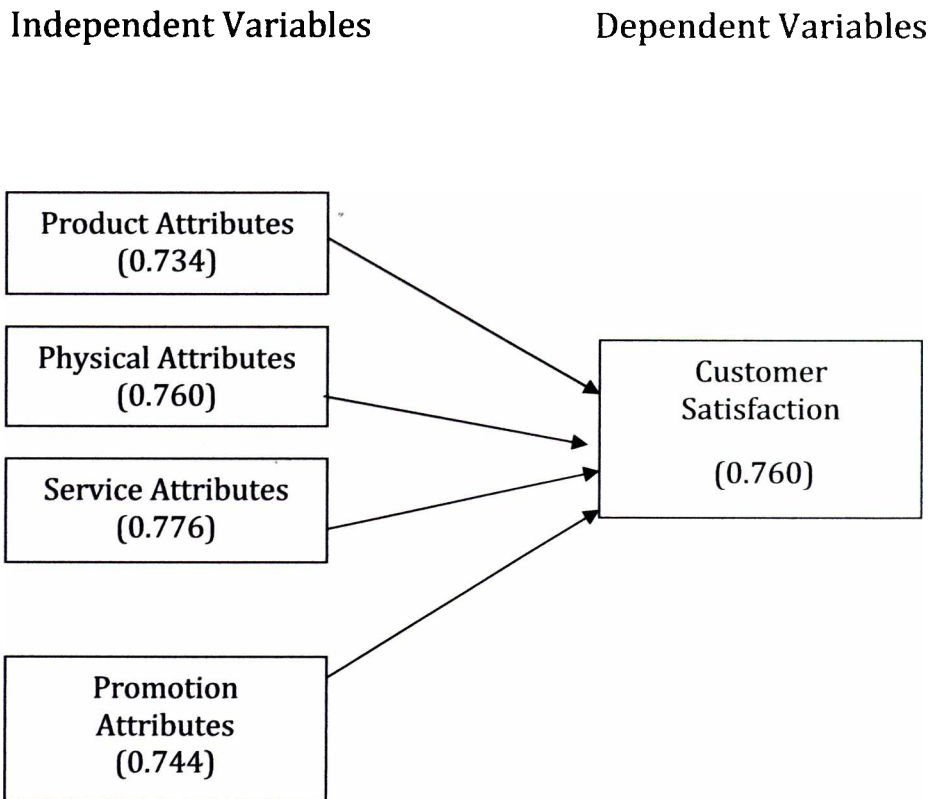 Independent Variables
Dependent Variables
Product Attributes
(0.734)
Physical Attributes
(0.760)
Service Attributes
(0.776)
Promotion
Attributes
(0.744)
Customer
Satisfaction
(0.760)